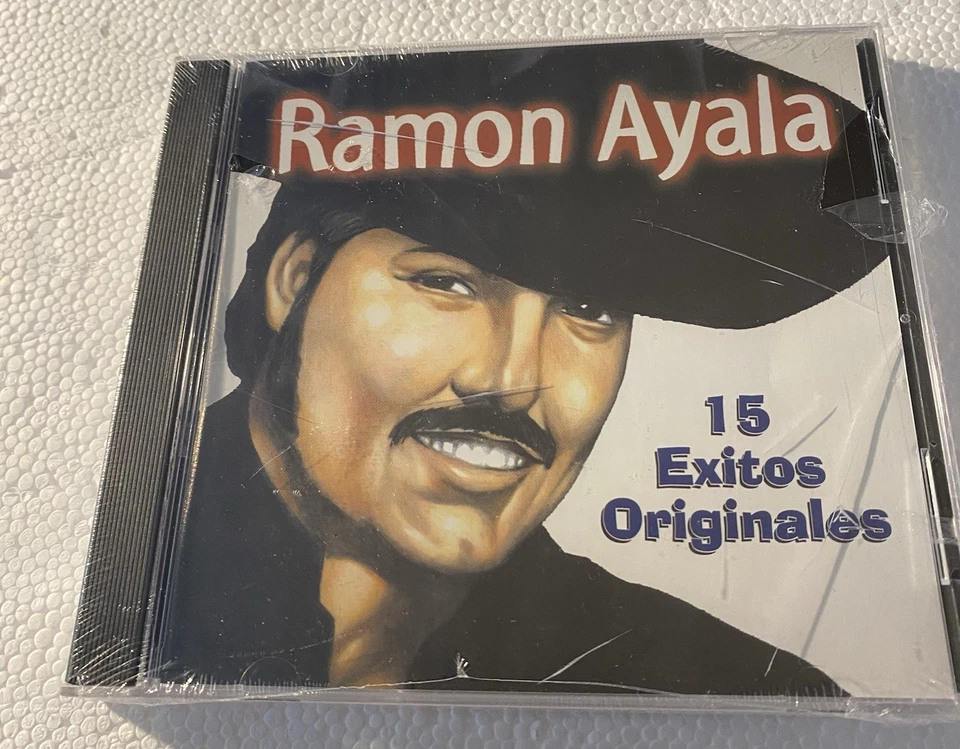 Ramon Ayala
15
Exitos
Originales